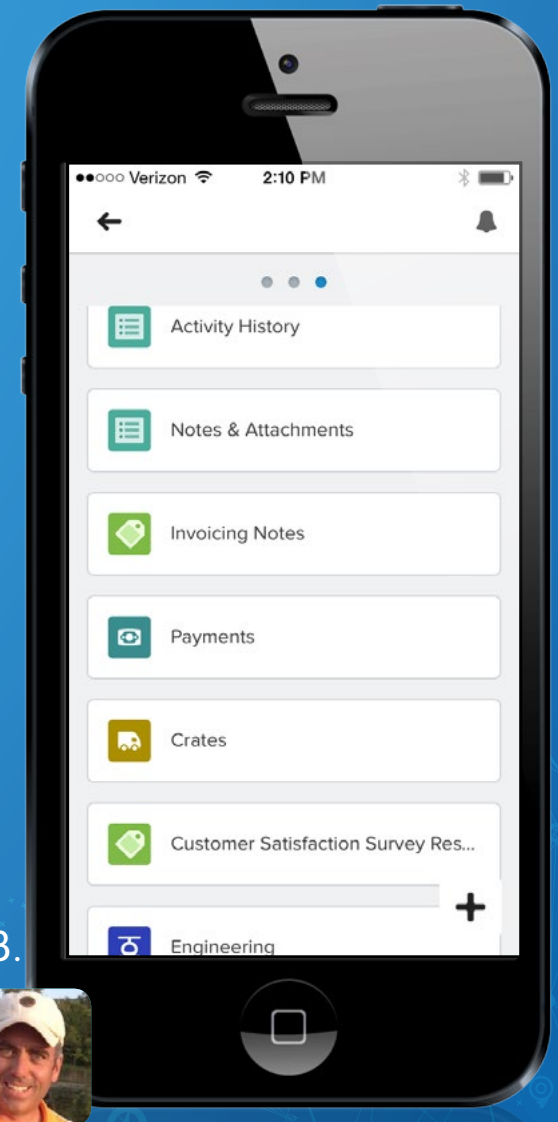 Verizon 2:10 PM
Activity History
Notes & Attachments
Invoicing Notes
Payments
Crates
Customer Satisfaction Survey Res...
Engineering
3.